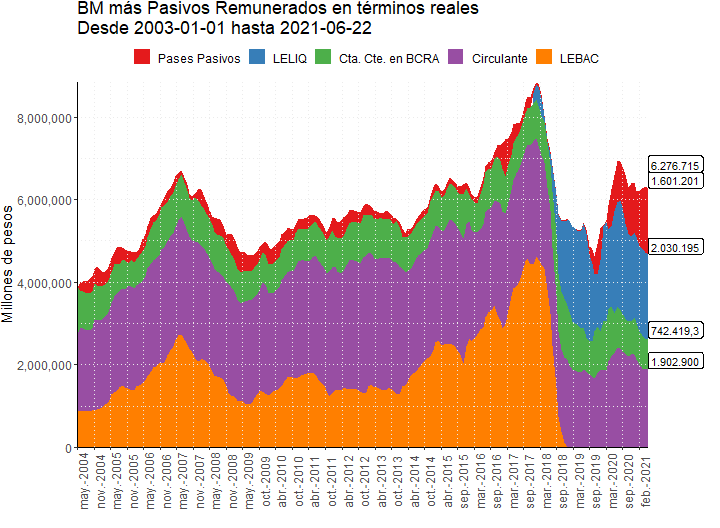 BM más Pasivos Remunerados en términos reales
Desde 2003-01-01 hasta 2021-06-22
Pases Pasivos
LELIQ
Cta. Cte. en BCRA
Circulante
LEBAC
Millones de pesos
8,000,000
6,000,000
4,000,000
2,000,000
0
6.276.715
1.601.201
2.030.195
742.419,3
1.902.900
may.-2004
nov.-2004
may.-2005
nov.-2005
may.-2006
nov.-2006
may.-2007
nov.-2007
may.-2008
nov.-2008
may.-2009
oct.-2009
abr.-2010
oct.-2010
abr.-2011
oct.-2011
abr.-2012
oct.-2012
abr.-2013
oct.-2013
abr.-2014
oct.-2014
abr.-2015
sep.-2015
mar.-2016
sep.-2016
mar.-2017
sep.-2017
mar.-2018
sep.-2018
mar.-2019
sep.-2019
mar.-2020
sep.-2020
feb.-2021